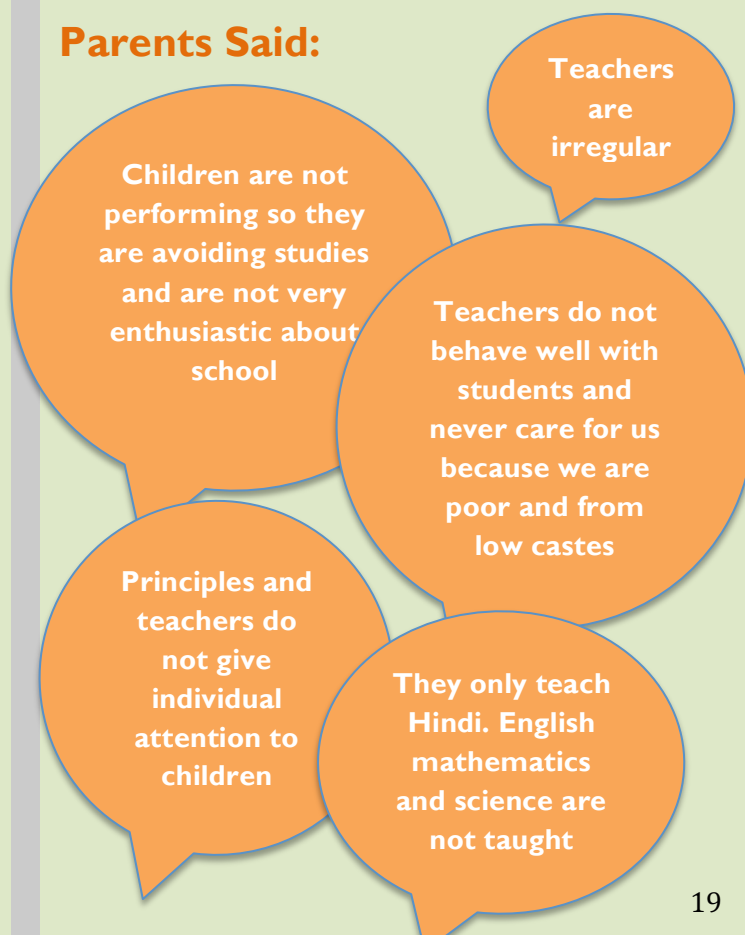 Parents Said:
Teachers
are
irregular
Children are not
performing so they
are avoiding studies
and are not very
enthusiastic about
school
Teachers do not
behave well with
students and
never care for us
because we are
poor and from
low castes
Principles and
teachers do
not give
individual
attention to
children
They only teach
Hindi. English
mathematics
and science are
not taught
19